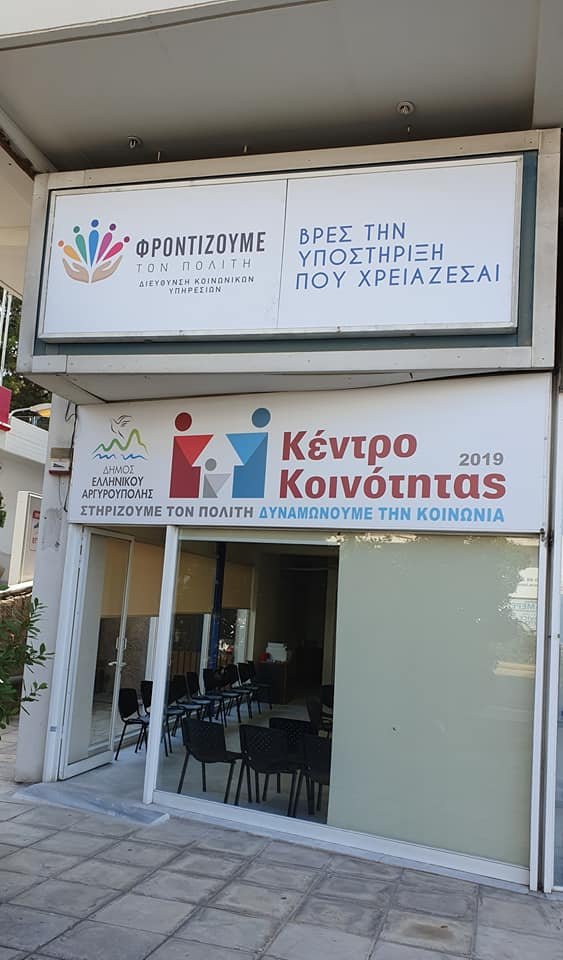 ΦΡΟΝΤΙΖΟΥΜΕ
ΤΟΝ ΠΟΛΙΤΗ
ΔΙΕΥΘΥΝΣΗ ΚΟΙΝΩΝΙΚΩΝ
ΥΠΗΡΕΣΙΩΝ
ΒΡΕΣ ΤΗΝ
ΥΠΟΣΤΗΡΙΞΗ
ΠΟΥ ΧΡΕΙΑΖΕΣΑΙ
ΔΗΜΟΣ
ΕΛΛΗΝΙΚΟΥ
ΑΡΓΥΡΟΥΠΟΛΗΣ
Κέντρο
2019
Κοινότητας
ΣΤΗΡΙΖΟΥΜΕ ΤΟΝ ΠΟΛΙΤΗ ΔΥΝΑΜΩΝΟΥΜΕ ΤΗΝ ΚΟΙΝΩΝΙΑ